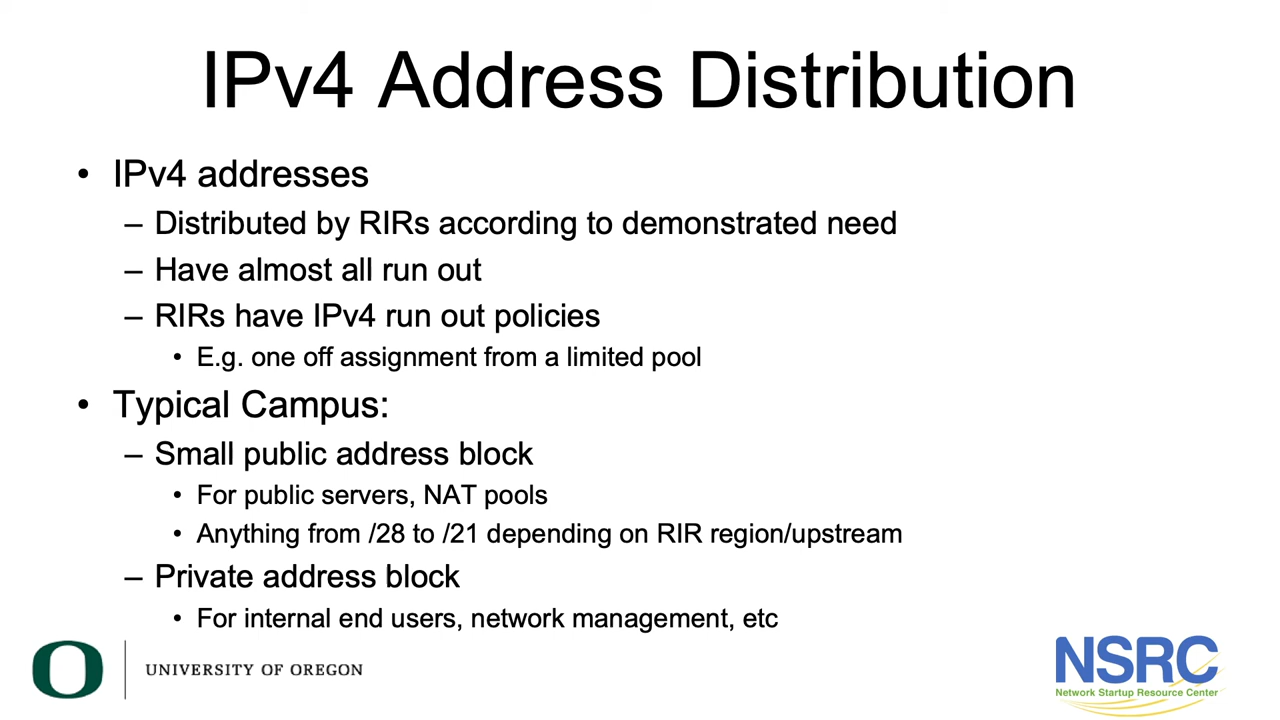 IPv4 Address Distribution
• IPv4 addresses
– Distributed by RIRs according to demonstrated need
– Have almost all run out
– RIRs have IPv4 run out policies
• E.g. one off assignment from a limited pool
• Typical Campus:
– Small public address block
• For public servers, NAT pools
• Anything from /28 to /21 depending on RIR region/upstream
– Private address block
• For internal end users, network management, etc
O
UNIVERSITY OF OREGON
NSRC
Network Startup Resource Center